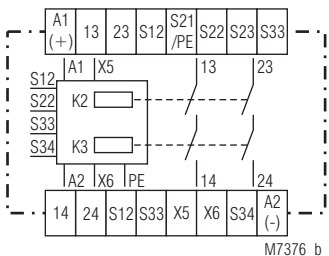 A1 (+) 13 23 S12 S21/PE S22 S23 S33
A1 X5 13 23
S12
S22 K2
S33
S34 K3
A2 X6 PE 14 24
14 24 S12 S33 X5 X6 S34 A2 (-)
M7376 b